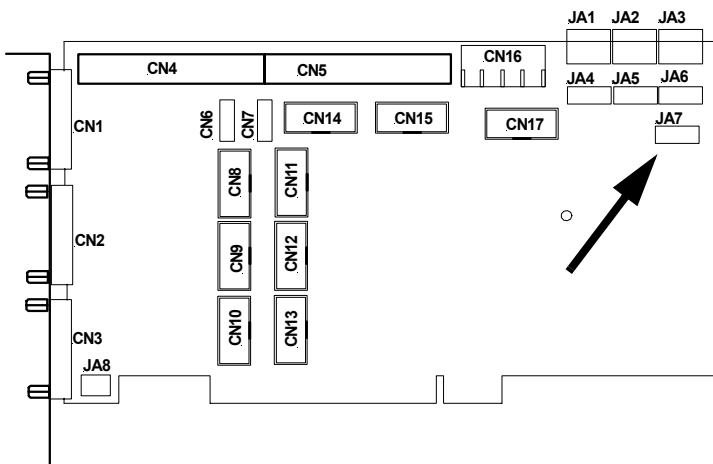 JA1 JA2 JA3
CN4 CN5 CN16
JA4 JA5 JA6
CN1 CN6 CN7 CN14 CN15 CN17 JA7
CN8 CN11
CN2 CN9 CN12
CN3 CN10 CN13
JA8